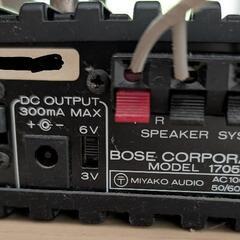 DC OUTPUT
300mA MAX
+ -
6V
3V
R
SPEAKER SYS
BOSE CORPORA
MODEL 1705
T MIYAKO AUDIO
AC10
50/60